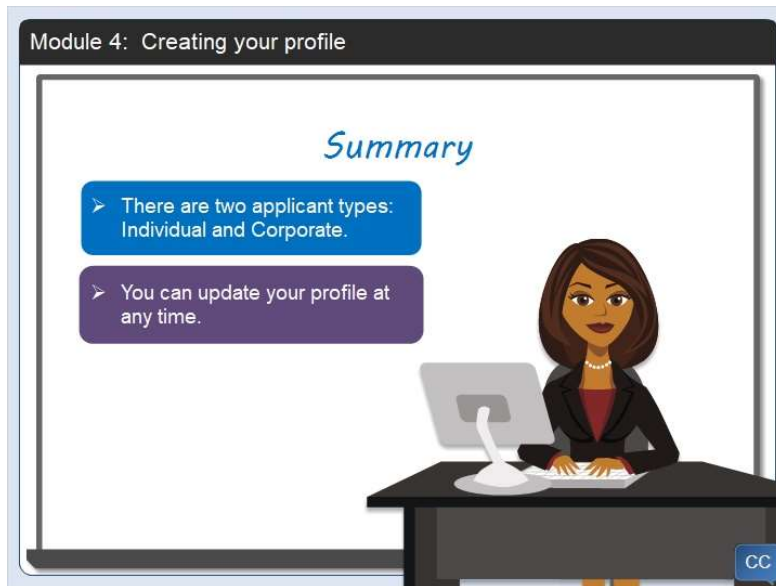 Module 4:  Creating your profile
Summary
➢ There are two applicant types:
Individual and Corporate.
➢ You can update your profile at
any time.
CC